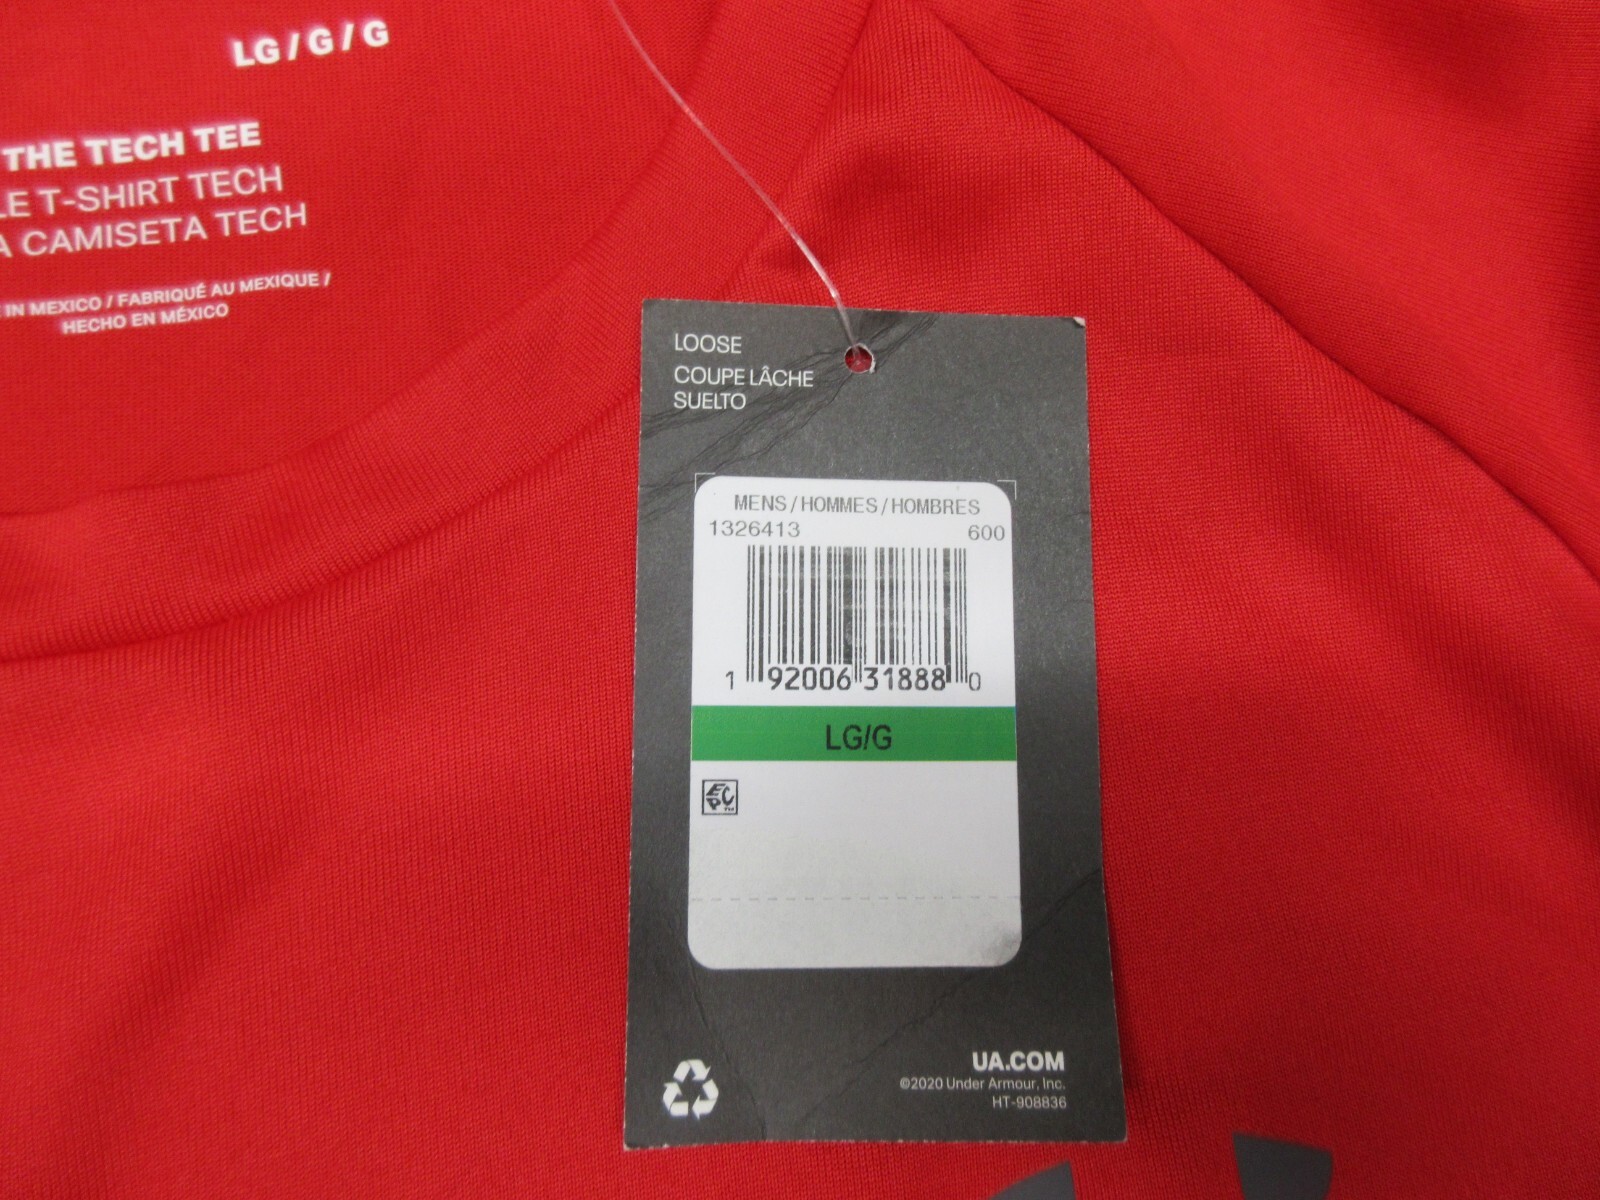 LG / G / G
THE TECH TEE
LE T-SHIRT TECH
CAMISETA TECH
IN MEXICO / FABRIQUÉ AU MEXIQUE /
HECHO EN MÉXICO
LOOSE
COUPE LÂCHE
SUELTO
MENS/HOMMES/HOMBRES
1326413 600
1 92006 31888 0
LG/G
EPC TM
UA.COM
©2020 Under Armour, Inc.
HT-908836